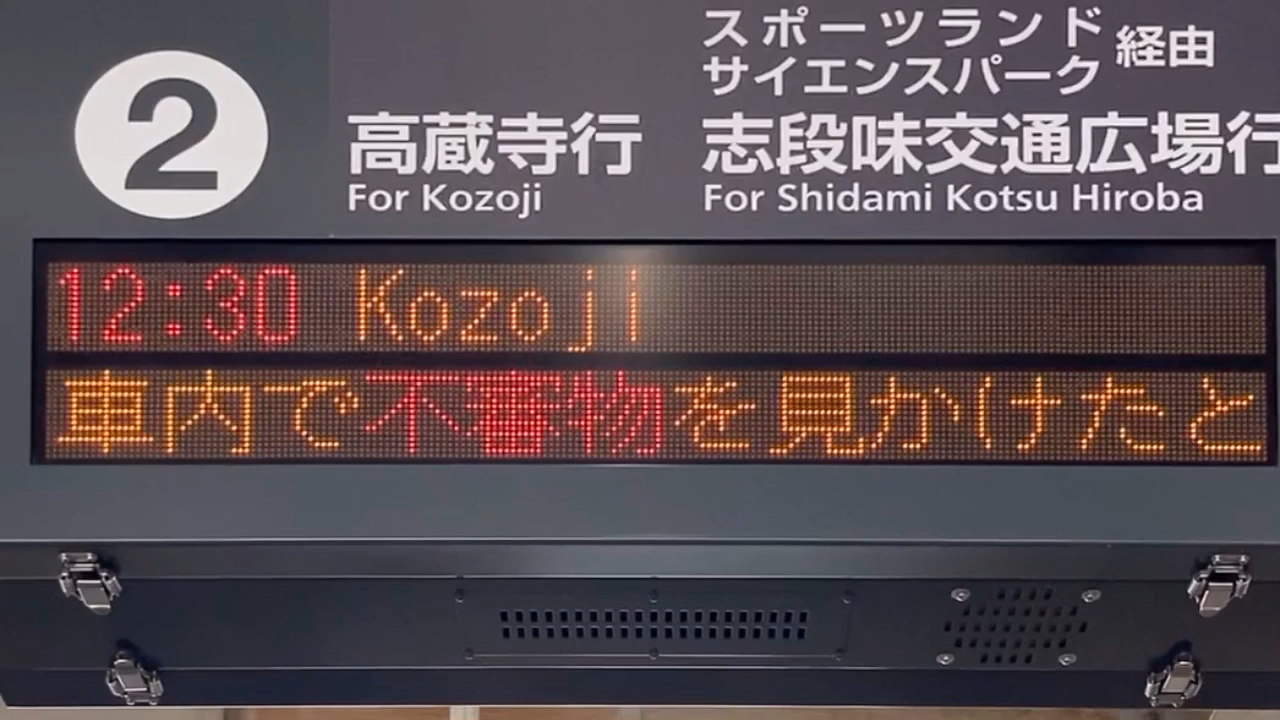 2
スポーツランド
サイエンスパーク 経由
高蔵寺行 志段味交通広場行
For Kozoji For Shidami Kotsu Hiroba
12:30 Kozoji
車内で不審物を見かけたと